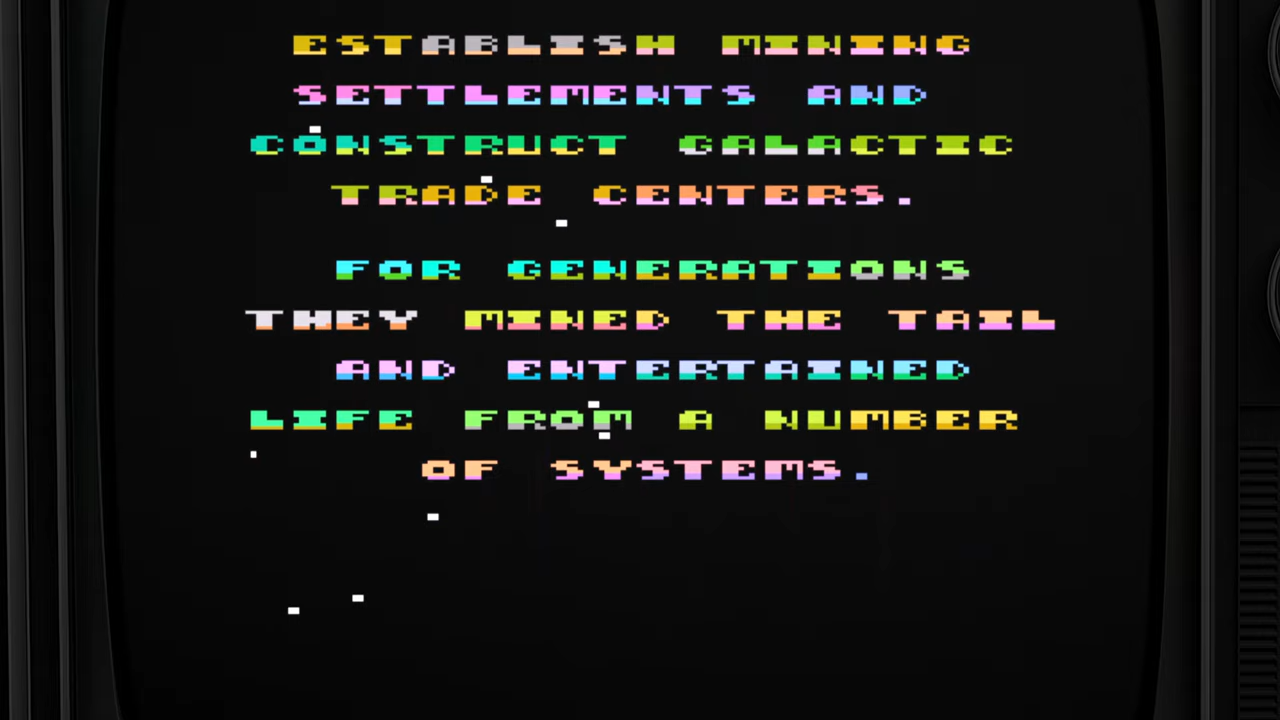 ESTABLISH MINING
SETTLEMENTS AND
CONSTRUCT GALACTIC
TRADE CENTERS.
FOR GENERATIONS
THEY MINED THE TAIL
AND ENTERTAINED
LIFE FROM A NUMBER
OF SYSTEMS.